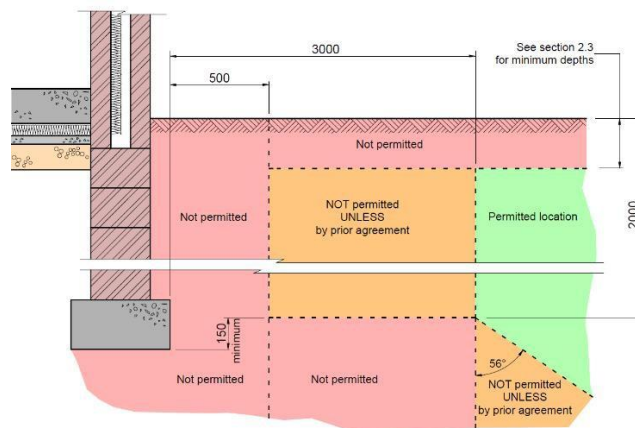 3000
See section 2.3
for minimum depths
500
Not permitted
Not permitted
NOT permitted
UNLESS
by prior agreement
Permitted location
2000
150
minimum
Not permitted
Not permitted
56°
NOT permitted
UNLESS
by prior agreement